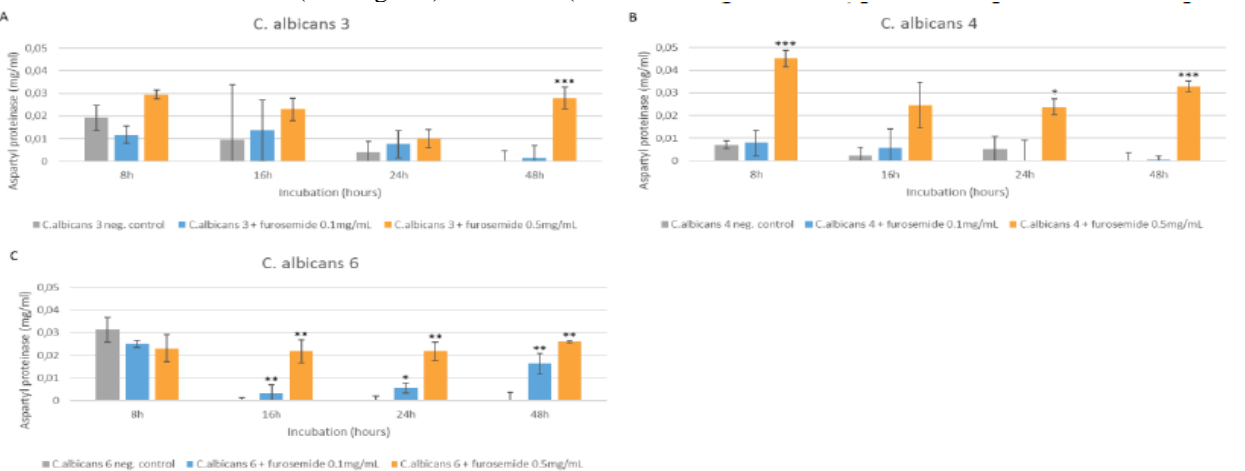 A
C. albicans 3
Aspartyl proteinase (mg/ml)
0,05
0,04
0,03
0,02
0,01
0
***
8h 16h 24h 48h
Incubation (hours)
C.albicans 3 neg. control C.albicans 3 + furosemide 0.1mg/mL C.albicans 3 + furosemide 0.5mg/mL
B
C. albicans 4
Aspartyl proteinase (mg/mL)
0,05
0,04
0,03
0,02
0,01
0
*** * ***
8h 16h 24h 48h
Incubation (hours)
C.albicans 4 neg. control C.albicans 4 + furosemide 0.1mg/mL C.albicans 4 + furosemide 0.5mg/mL
C
C. albicans 6
Aspartyl proteinase (mg/ml)
0,05
0,04
0,03
0,02
0,01
0
** ** * ** ** **
8h 16h 24h 48h
Incubation (hours)
C.albicans 6 neg. control C.albicans 6 + furosemide 0.1mg/mL C.albicans 6 + furosemide 0.5mg/mL